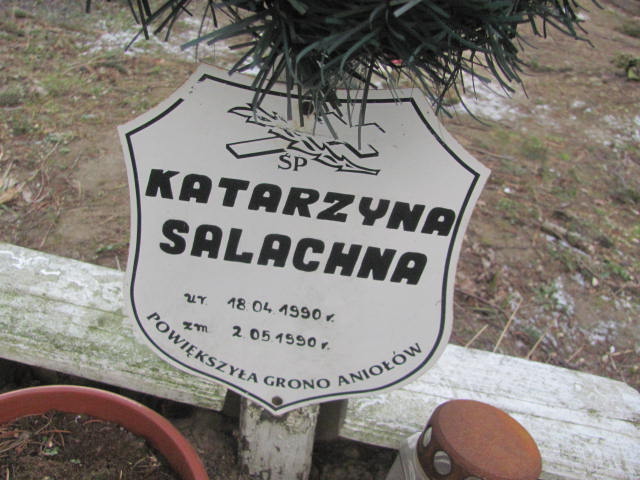 ŚP
KATARZYNA
SALACHNA
ur. 18.04.1990 r.
zm 2.05.1990 r.
POWIĘKSZYŁA GRONO ANIOŁÓW